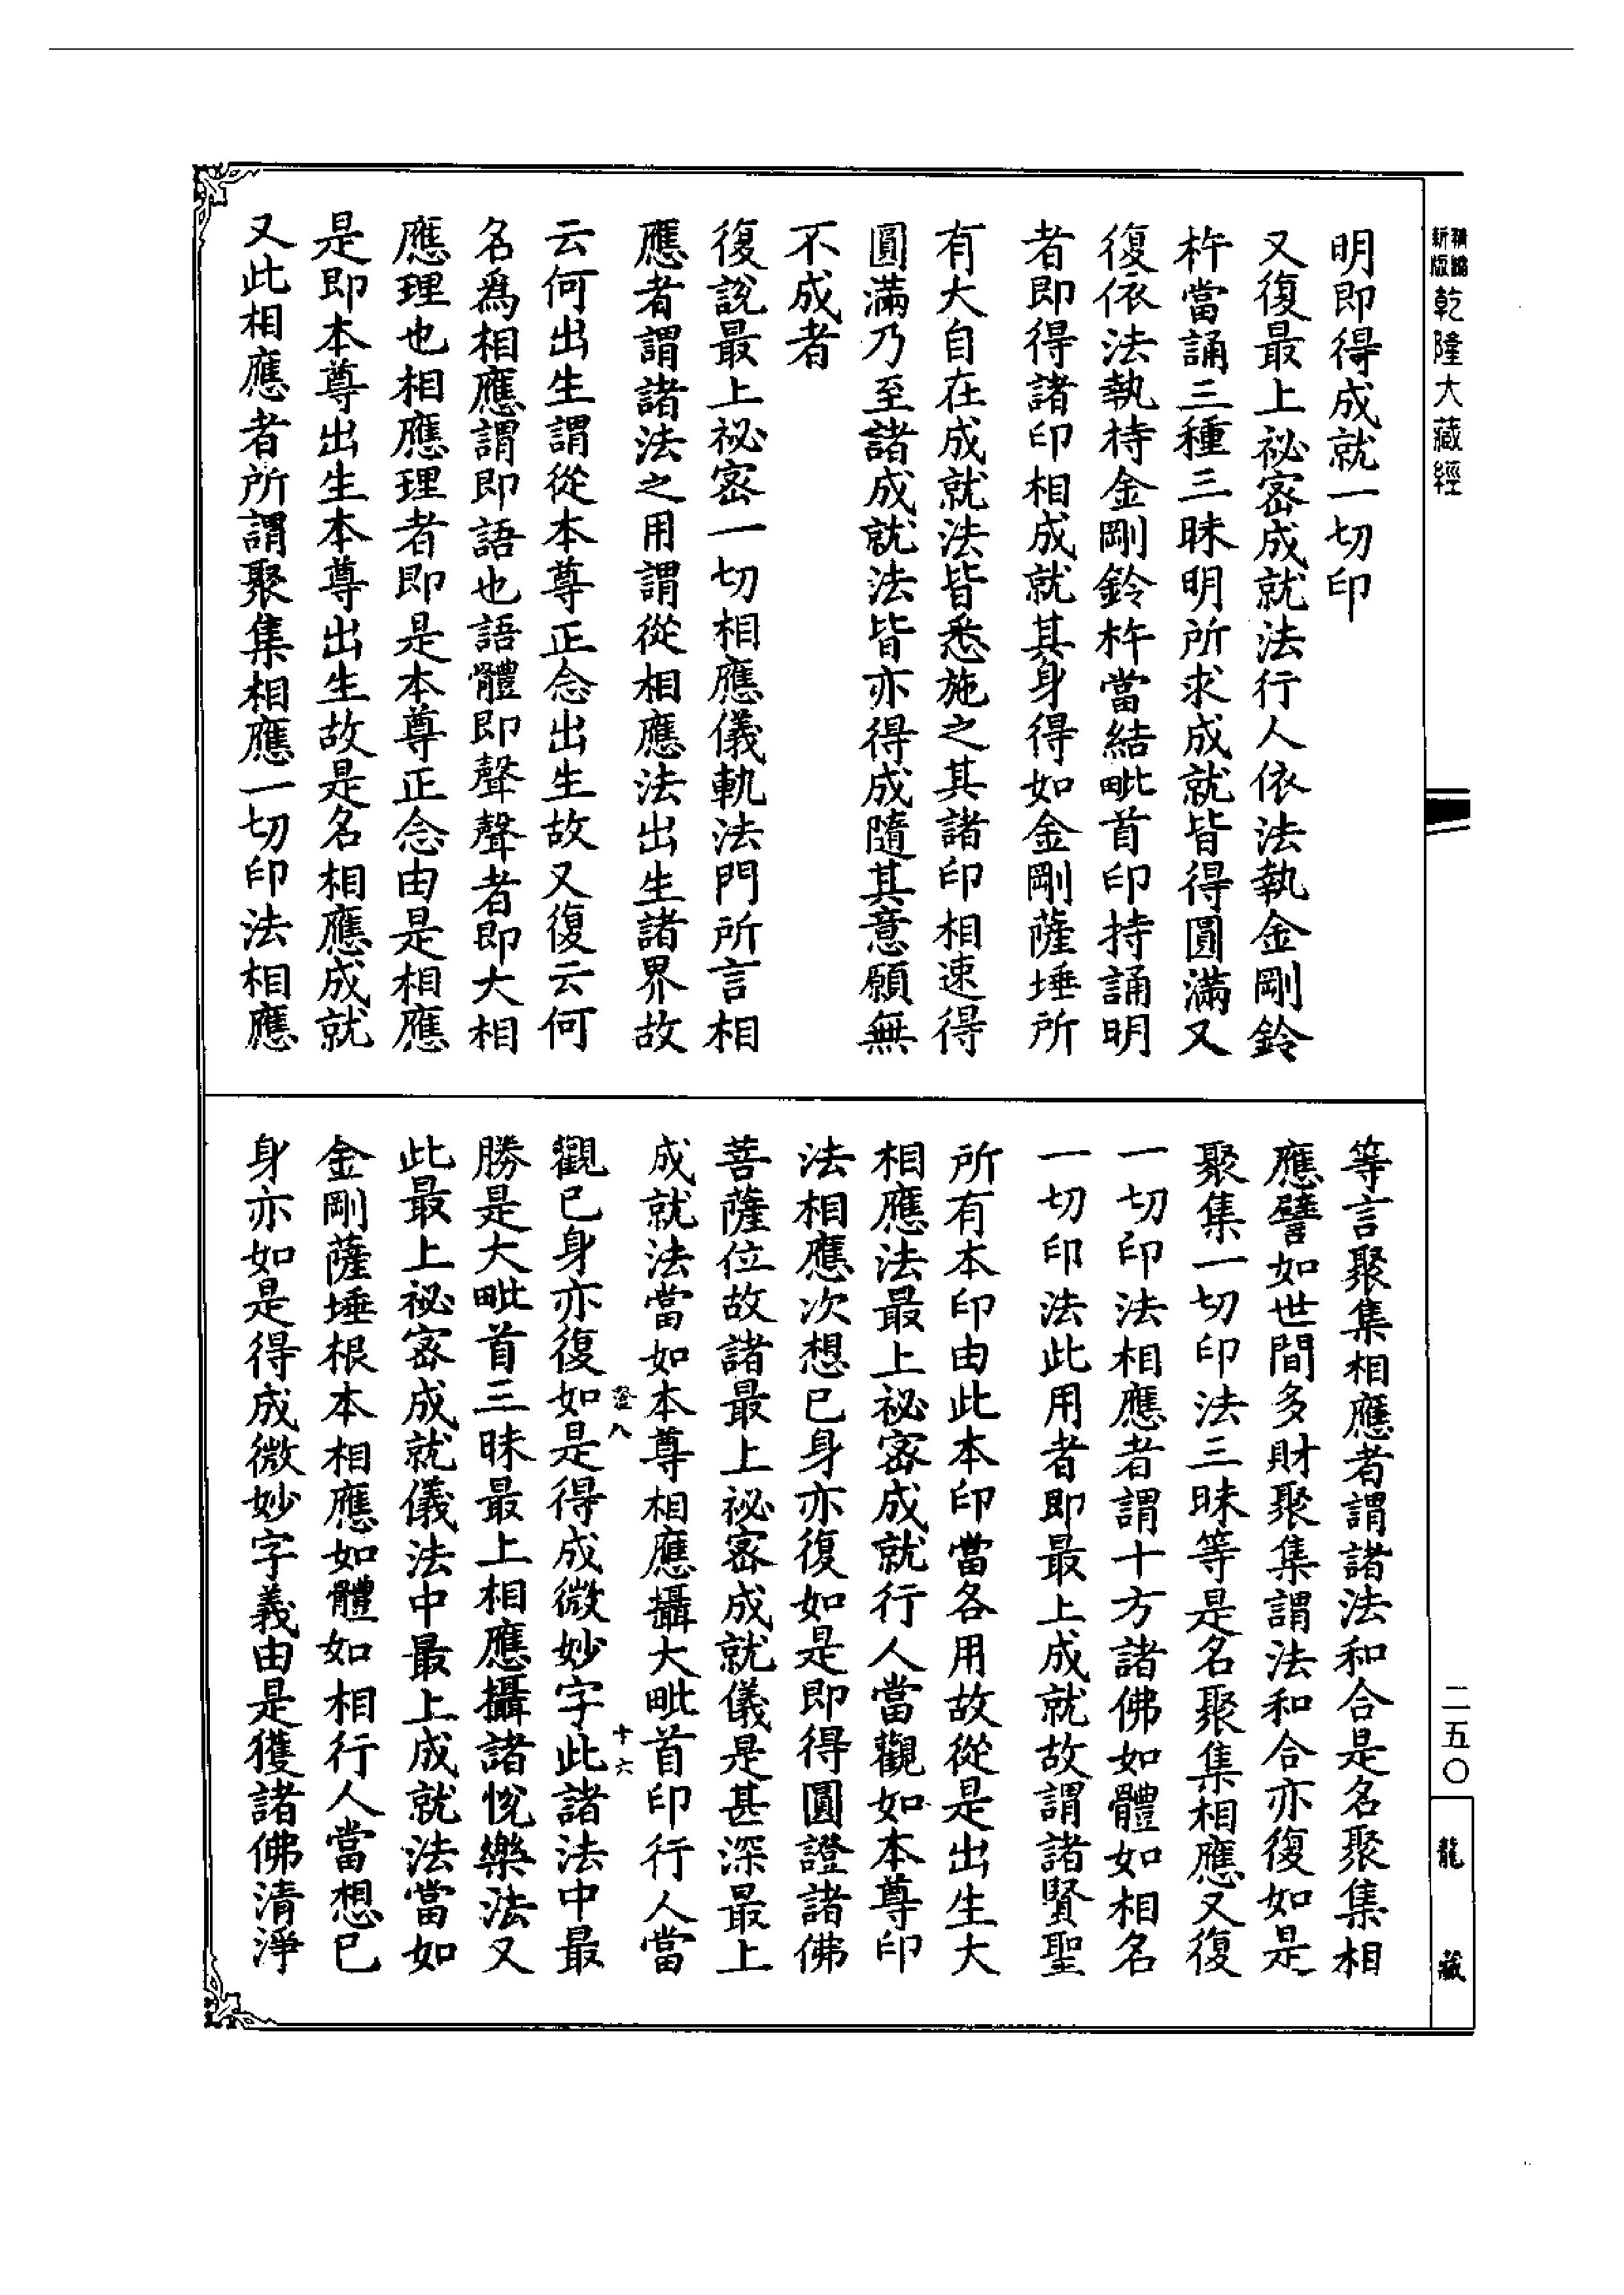 新編
新版
乾隆大藏經
明即得成就一切印
又復最上祕密成就法行人依法執金剛鈴
杵當誦三種三昧明所求成就皆得圓滿又
復依法執持金剛鈴杵當結毗首印持誦明
者即得諸印相成就其身得如金剛薩埵所
有大自在成就法皆悉施之其諸印相速得
圓滿乃至諸成就法皆亦得成隨其意願無
不成者
復說最上祕密一切相應儀軌法門所言相
應者謂諸法之用謂從相應法出生諸界故
云何出生謂從本尊正念出生故又復云何
名爲相應謂即語也語體即聲聲者即大相
應理也相應理者即是本尊正念由是相應
是即本尊出生本尊出生故是名相應成就
又此相應者所謂聚集相應一切印法相應
等言聚集相應者謂諸法和合是名聚集相
應譬如世間多財聚集謂法和合亦復如是
聚集一切印法三昧等是名聚集相應又復
一切印法相應者謂十方諸佛如體如相名
一切印法此用者即最上成就故謂諸賢聖
所有本印由此本印當各用故從是出生大
相應法最上祕密成就行人當觀如本尊印
法相應次想已身亦復如是即得圓證諸佛
菩薩位故諸最上祕密成就儀是甚深最上
成就法當如本尊相應攝大毗首印行人當
八 十六
觀已身亦復如是得成微妙字此諸法中最
勝是大毗首三昧最上相應攝諸悅樂法又
此最上祕密成就儀法中最上成就法當如
金剛薩埵根本相應如體如相行人當想已
身亦如是得成微妙字義由是獲諸佛清淨
二五〇
龍藏